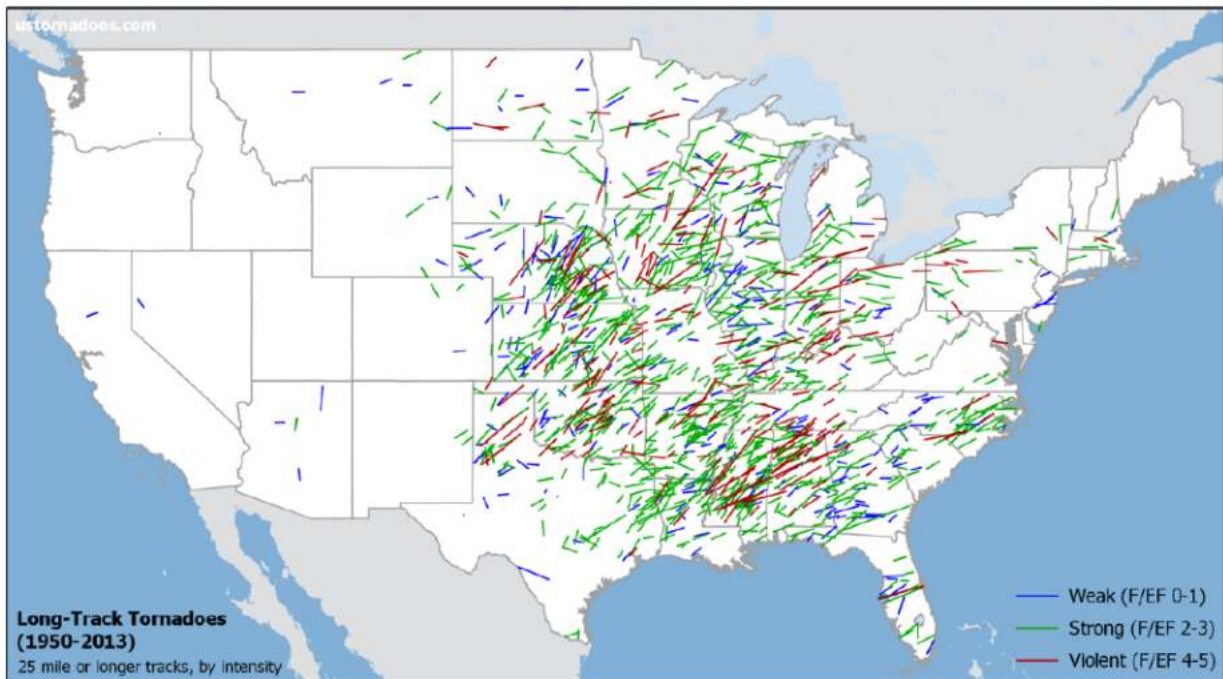 ustornadoes.com
Long-Track Tornadoes
(1950-2013)
25 mile or longer tracks, by intensity
Weak (F/EF 0-1)
Strong (F/EF 2-3)
Violent (F/EF 4-5)